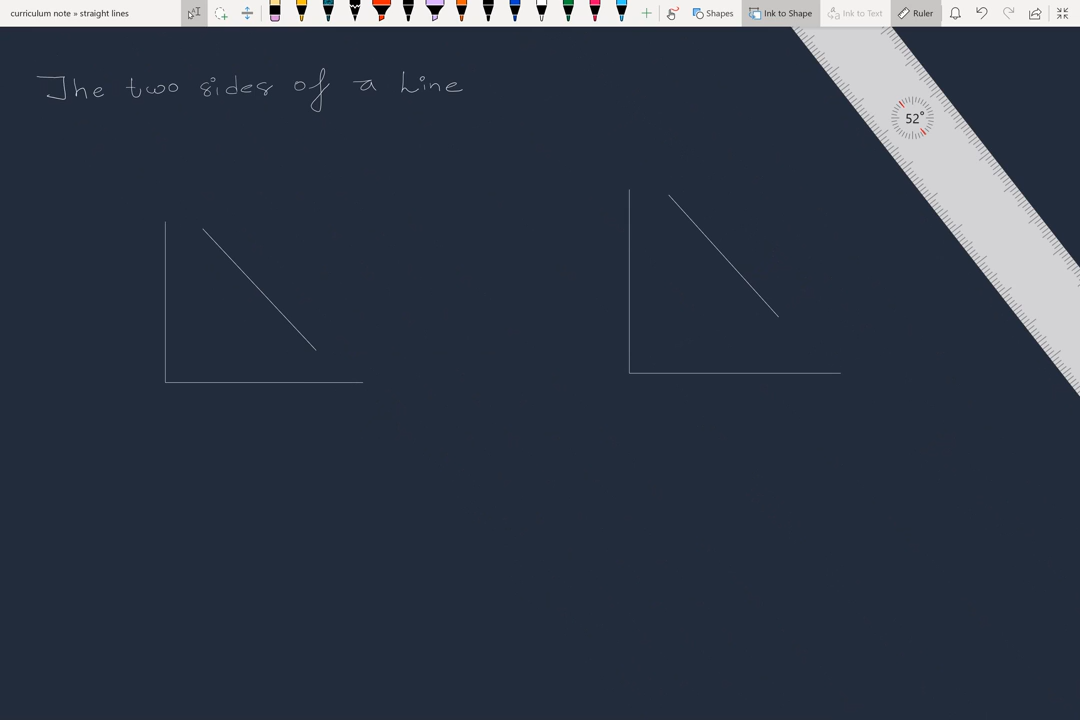 curriculum note » straight lines
Shapes
Ink to Shape
Ink to Text
Ruler
The two sides of a Line
52°